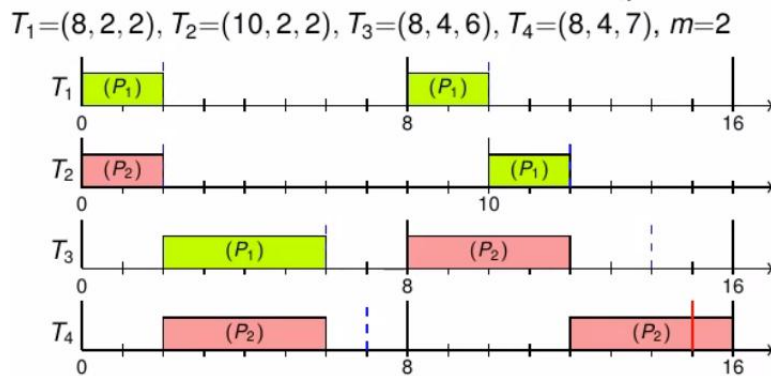 T₁=(8,2,2), T₂=(10,2,2), T₃=(8,4,6), T₄=(8,4,7), m=2
T₁ (P₁) (P₁)
0 8 16
T₂ (P₂) (P₁)
0 10
T₃ (P₁) (P₂)
0 8 16
T₄ (P₂) (P₂)
0 8 16